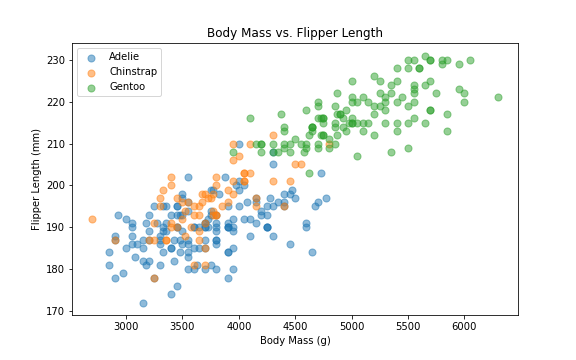 Body Mass vs. Flipper Length
Adelie
Chinstrap
Gentoo
Flipper Length (mm)
230
220
210
200
190
180
170
3000
3500
4000
4500
5000
5500
6000
Body Mass (g)